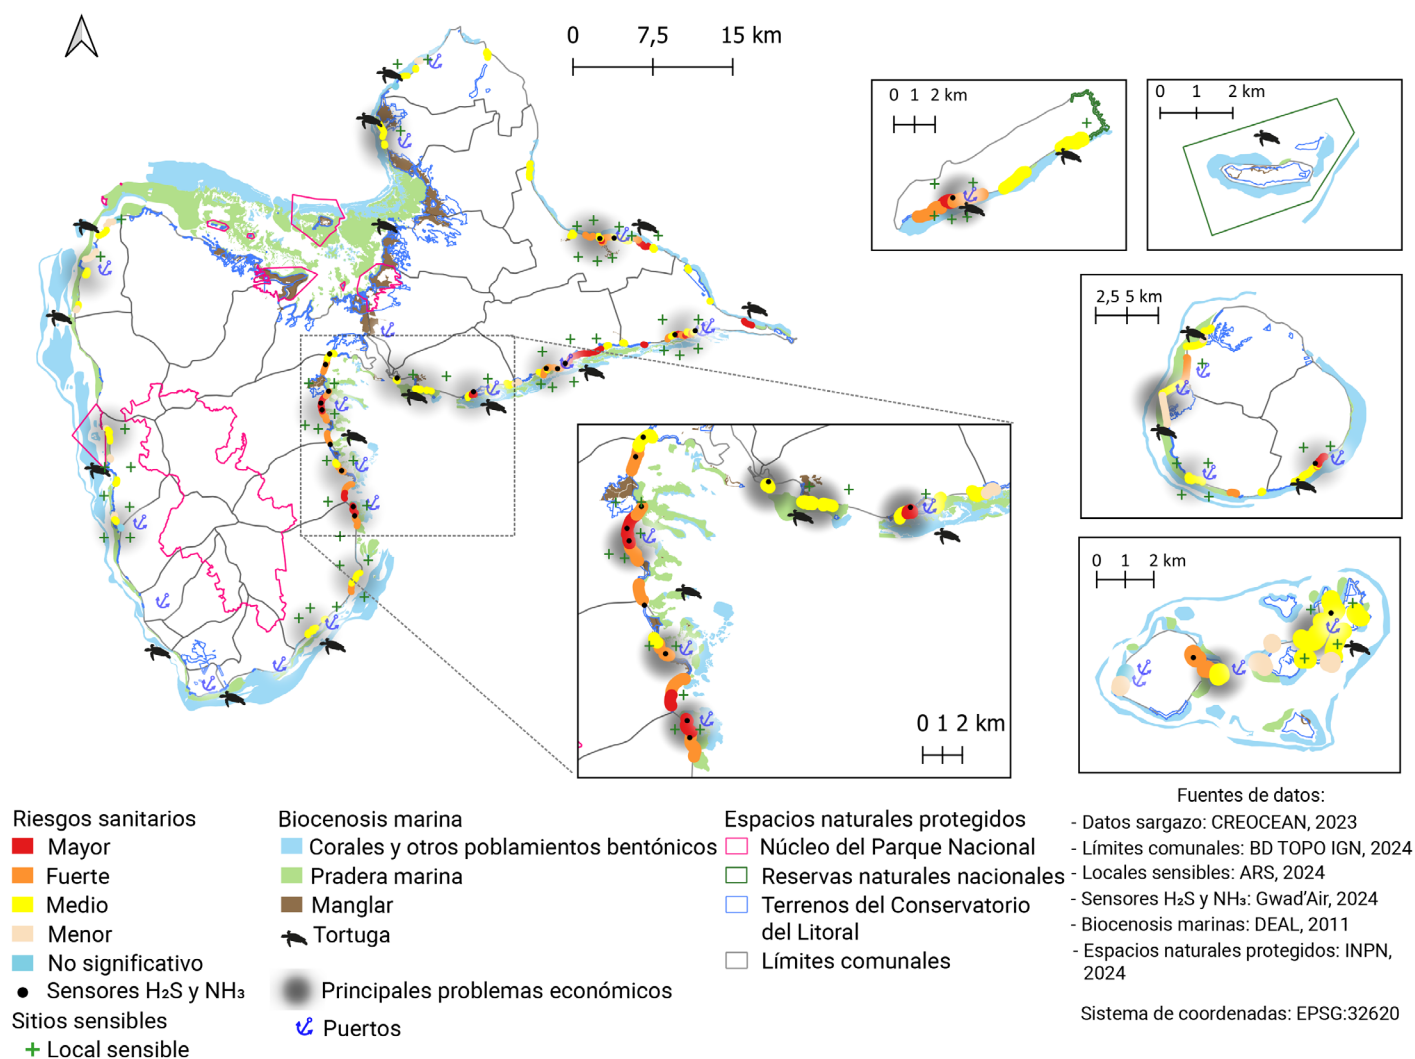 0 7,5 15 km
0 1 2 km
0 1 2 km
2,5 5 km
0 1 2 km
0 1 2 km
Riesgos sanitarios
Mayor
Fuerte
Medio
Menor
No significativo
Sensores H₂S y NH₃
Sitios sensibles
Local sensible
Biocenosis marina
Corales y otros poblamientos bentónicos
Pradera marina
Manglar
Tortuga
Principales problemas económicos
Puertos
Espacios naturales protegidos
Núcleo del Parque Nacional
Reservas naturales nacionales
Terrenos del Conservatorio
del Litoral
Límites comunales
Fuentes de datos:
- Datos sargazo: CREOCEAN, 2023
- Límites comunales: BD TOPO IGN, 2024
- Locales sensibles: ARS, 2024
- Sensores H₂S y NH₃: Gwad’Air, 2024
- Biocenosis marinas: DEAL, 2011
- Espacios naturales protegidos: INPN,
2024
Sistema de coordenadas: EPSG:32620